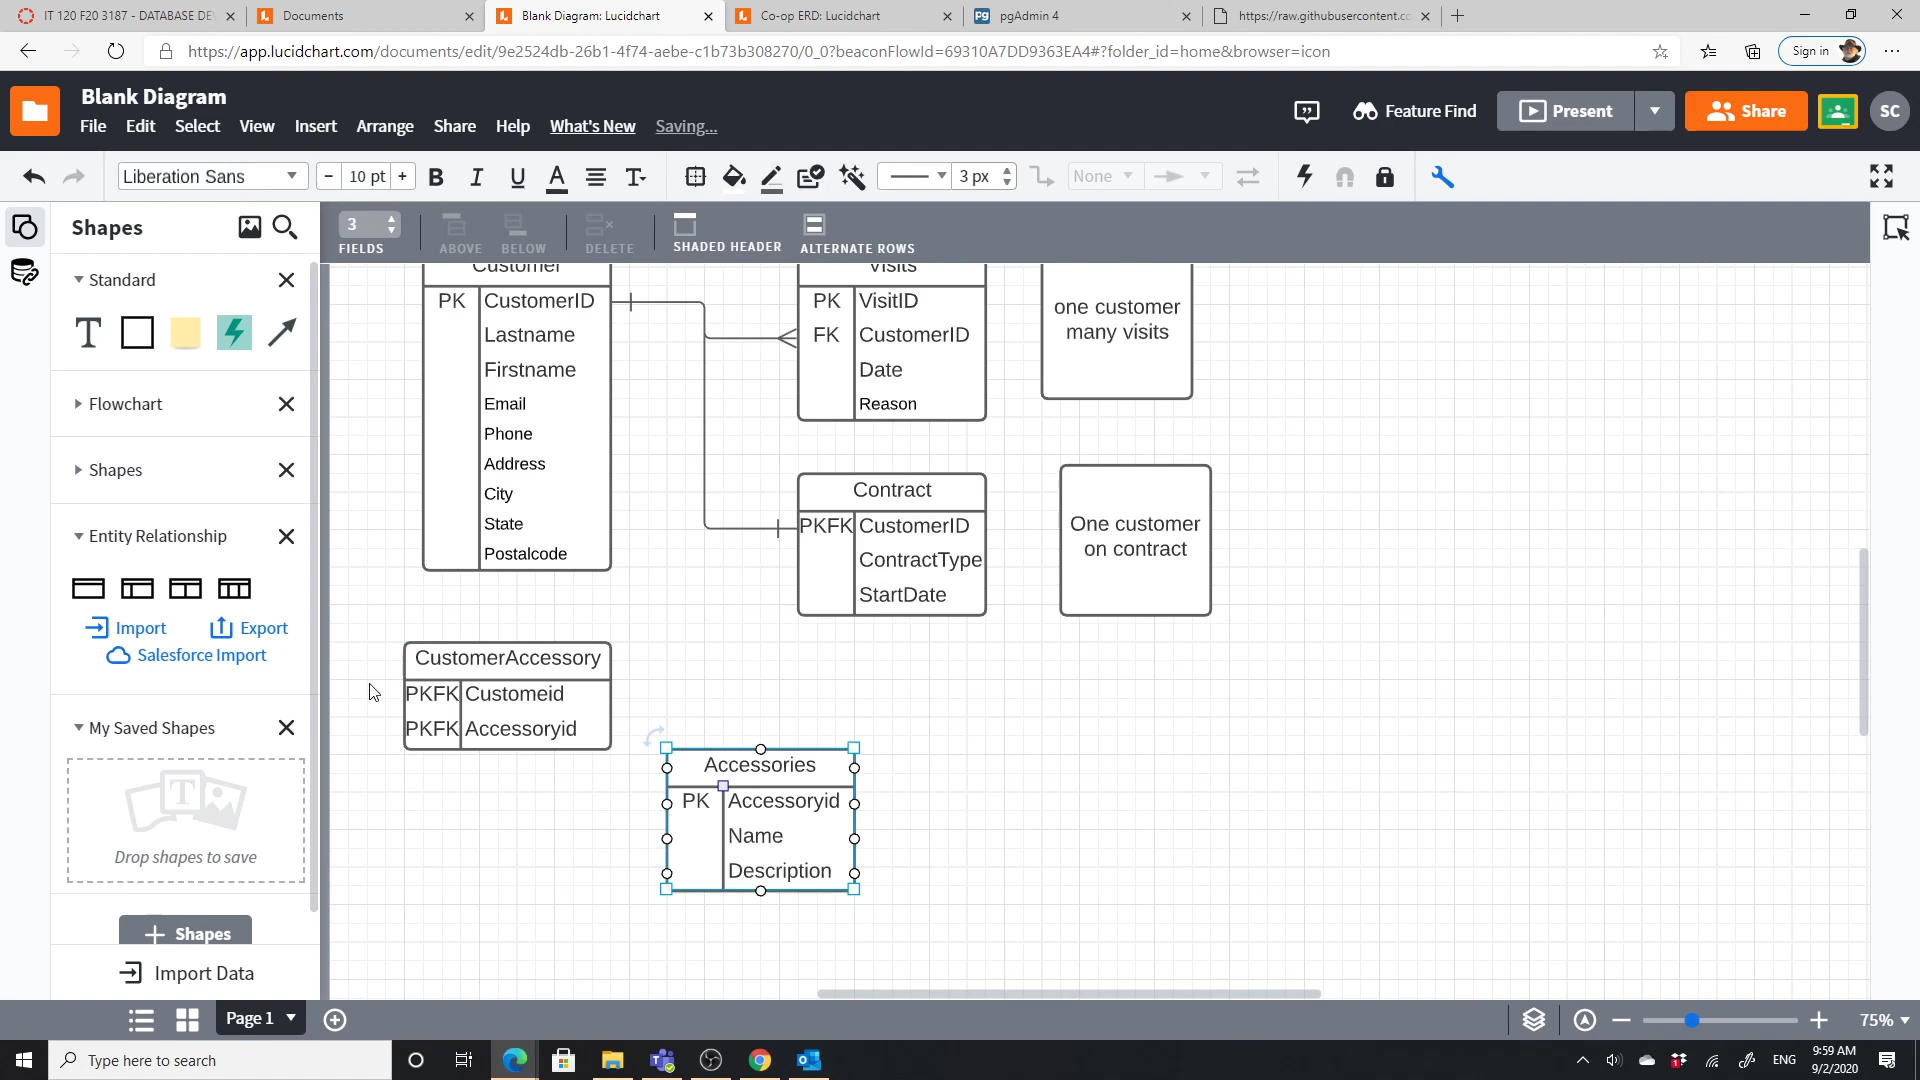 IT 120 F20 3187 - DATABASE DE
Documents
Blank Diagram: Lucidchart
Co-op ERD: Lucidchart
pgAdmin 4
https://raw.githubusercontent.cc
https://app.lucidchart.com/documents/edit/9e2524db-26b1-4f74-aebe-c1b73b308270/0_0?beaconFlowId=69310A7DD9363EA4#?folder_id=home&browser=icon
Sign in
Blank Diagram
File Edit Select View Insert Arrange Share Help What's New Saving...
Feature Find
Present
Share
SC
Liberation Sans
- 10 pt +
B I U A T
3 px
None
Shapes
3
FIELDS
ABOVE
BELOW
DELETE
SHADED HEADER
ALTERNATE ROWS
Standard
T
Flowchart
Shapes
Entity Relationship
Import
Export
Salesforce Import
My Saved Shapes
T
Drop shapes to save
+ Shapes
Import Data
Customer
PK CustomerID
Lastname
Firstname
Email
Phone
Address
City
State
Postalcode
Visits
PK VisitID
FK CustomerID
Date
Reason
one customer
many visits
Contract
PKFK CustomerID
ContractType
StartDate
One customer
on contract
CustomerAccessory
PKFK Customeid
PKFK Accessoryid
Accessories
PK Accessoryid
Name
Description
Page 1
75%
Type here to search
ENG
9:59 AM
9/2/2020